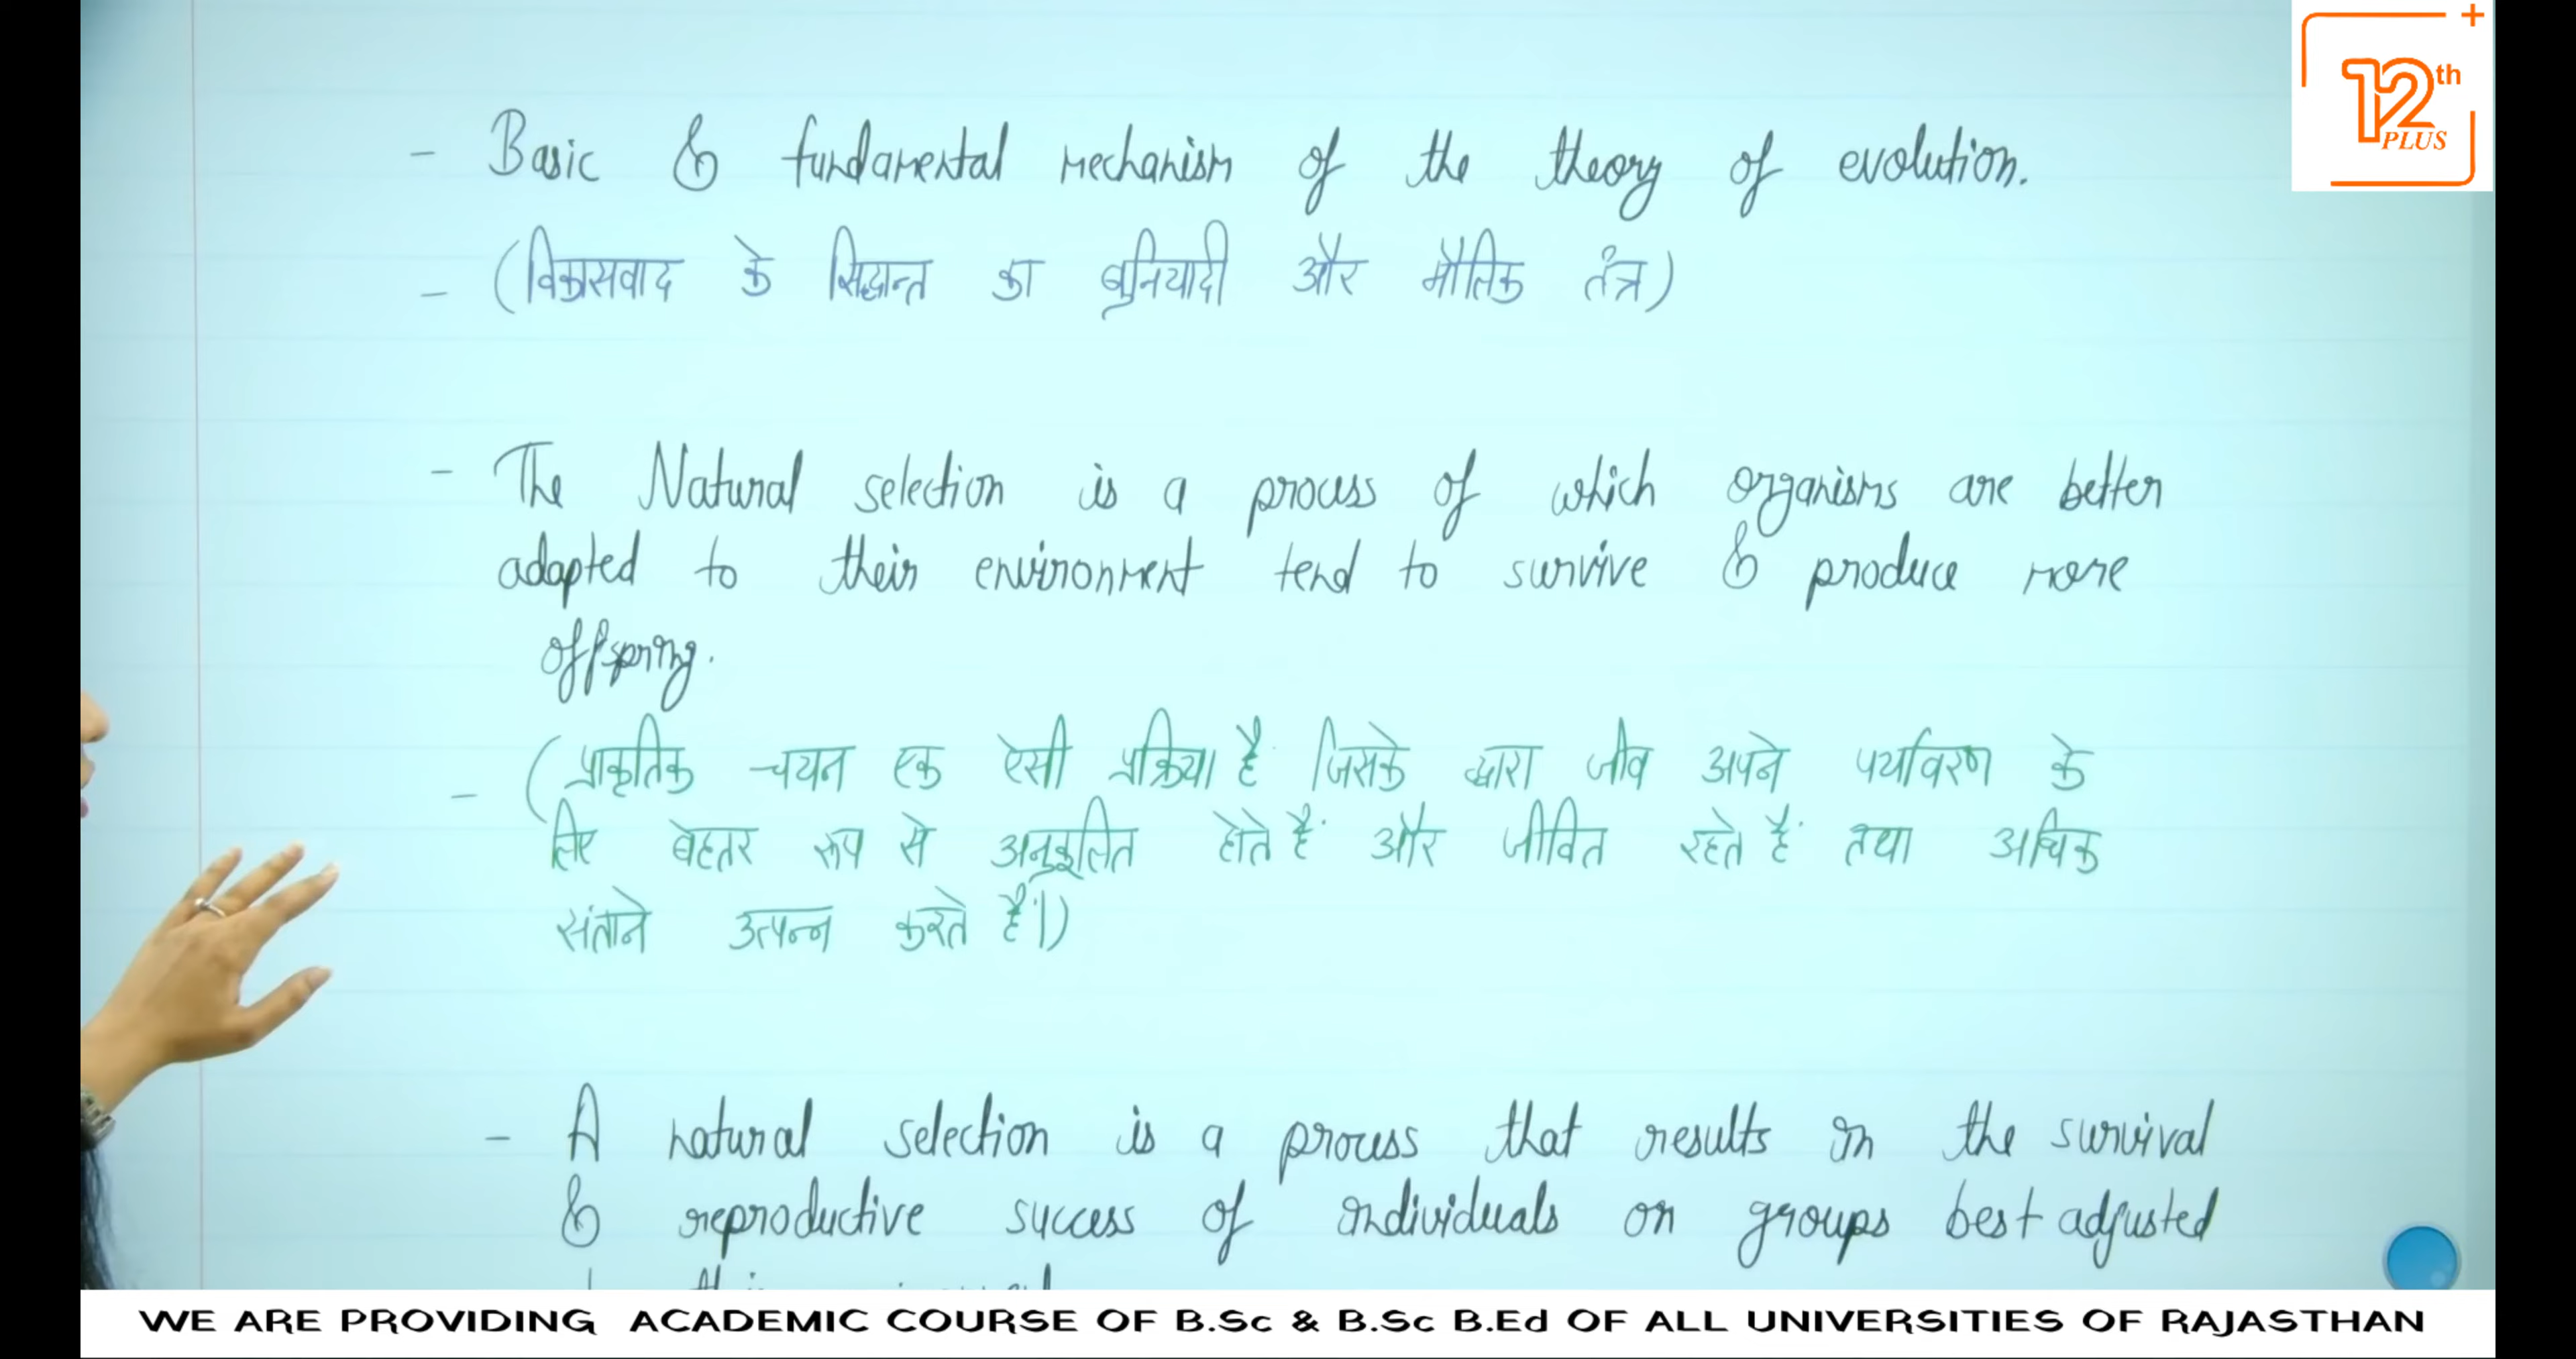 12th
PLUS
- Basic & fundamental mechanism of the theory of evolution.
- (विकासवाद के सिद्धान्त का बुनियादी और मौलिक तंत्र)
- The Natural selection is a process of which organisms are better
adapted to their environment tend to survive & produce more
offspring.
- (प्राकृतिक चयन एक ऐसी प्रक्रिया है जिसके द्वारा जीव अपने पर्यावरण के
लिए बेहतर रूप से अनुकूलित होते हैं और जीवित रहते हैं तथा अधिक
संताने उत्पन्न करते हैं।)
- A natural selection is a process that results in the survival
& reproductive success of individuals or groups best adjusted
WE ARE PROVIDING ACADEMIC COURSE OF B.Sc & B.Sc B.Ed OF ALL UNIVERSITIES OF RAJASTHAN